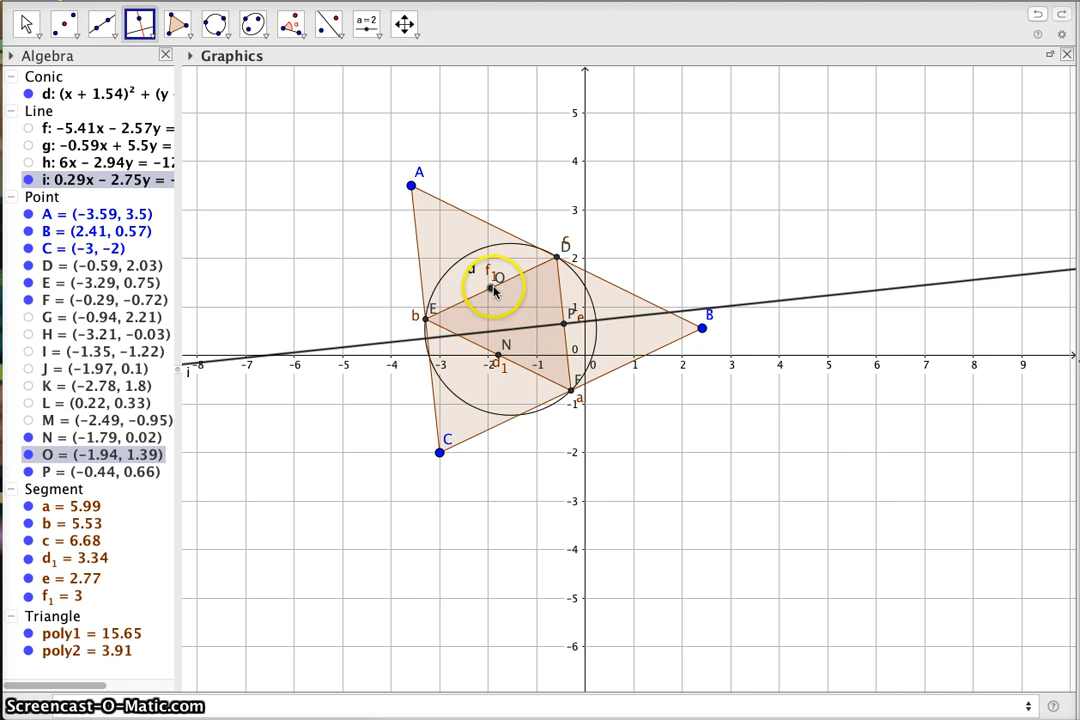 a=2
Algebra
Graphics
Conic
d: (x + 1.54)² + (y
Line
f: -5.41x - 2.57y =
g: -0.59x + 5.5y =
h: 6x - 2.94y = -12
i: 0.29x - 2.75y = -
Point
A = (-3.59, 3.5)
B = (2.41, 0.57)
C = (-3, -2)
D = (-0.59, 2.03)
E = (-3.29, 0.75)
F = (-0.29, -0.72)
G = (-0.94, 2.21)
H = (-3.21, -0.03)
I = (-1.35, -1.22)
J = (-1.97, 0.1)
K = (-2.78, 1.8)
L = (0.22, 0.33)
M = (-2.49, -0.95)
N = (-1.79, 0.02)
O = (-1.94, 1.39)
P = (-0.44, 0.66)
Segment
a = 5.99
b = 5.53
c = 6.68
d₁ = 3.34
e = 2.77
f₁ = 3
Triangle
poly1 = 15.65
poly2 = 3.91
5
4
A
3
c
D
2
d f₁ O
1
b E
P e
B
N
0
-8 -7 -6 -5 -4 -3 -2 -1 0 1 2 3 4 5 6 7 8 9
i
d₁
F
a
-1
C
-2
-3
-4
-5
-6
Screencast-O-Matic.com